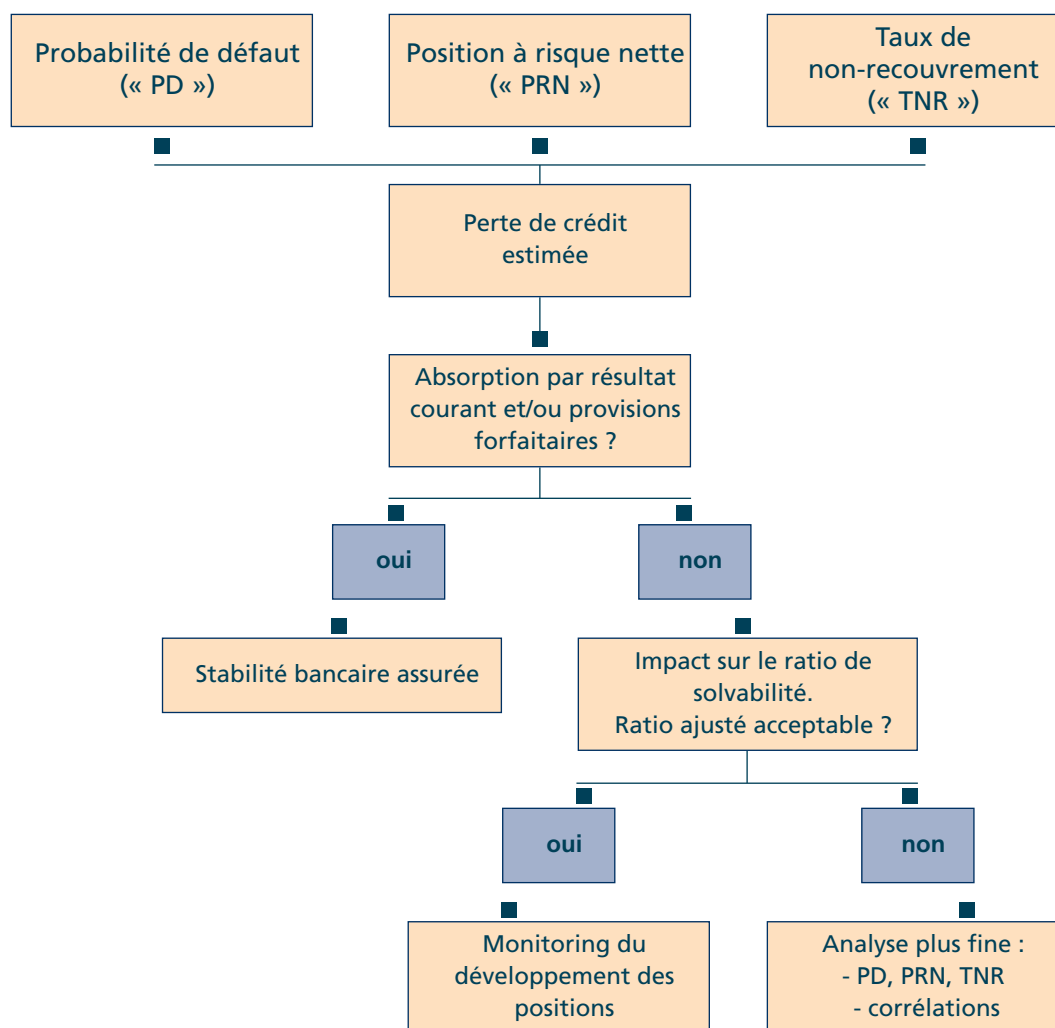 Probabilité de défaut
(« PD »)
Position à risque nette
(« PRN »)
Taux de
non-recouvrement
(« TNR »)
Perte de crédit
estimée
Absorption par résultat
courant et/ou provisions
forfaitaires ?
oui
non
Stabilité bancaire assurée
Impact sur le ratio de
solvabilité.
Ratio ajusté acceptable ?
oui
non
Monitoring du
développement des
positions
Analyse plus fine :
- PD, PRN, TNR
- corrélations